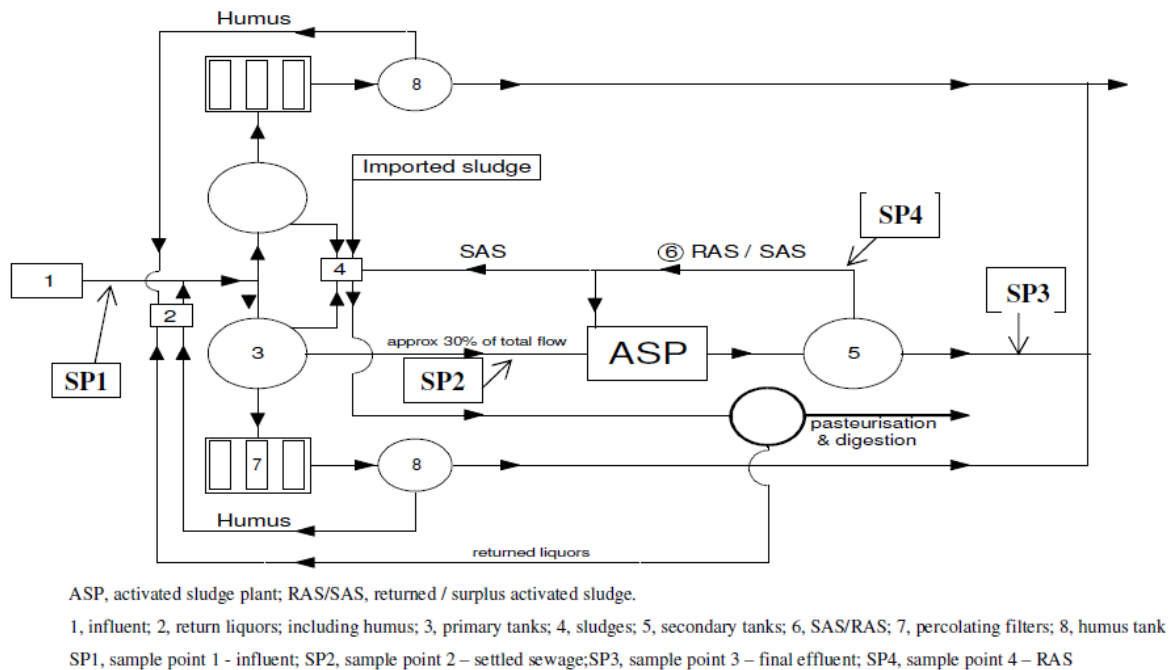 Humus
8
Imported sludge
SP4
SAS
6 RAS / SAS
4
1
SP3
2
3
approx 30% of total flow
ASP
5
SP1
SP2
pasteurisation
& digestion
7
8
Humus
returned liquors
ASP, activated sludge plant; RAS/SAS, returned / surplus activated sludge.
1, influent; 2, return liquors; including humus; 3, primary tanks; 4, sludges; 5, secondary tanks; 6, SAS/RAS; 7, percolating filters; 8, humus tank
SP1, sample point 1 - influent; SP2, sample point 2 – settled sewage;SP3, sample point 3 – final effluent; SP4, sample point 4 – RAS